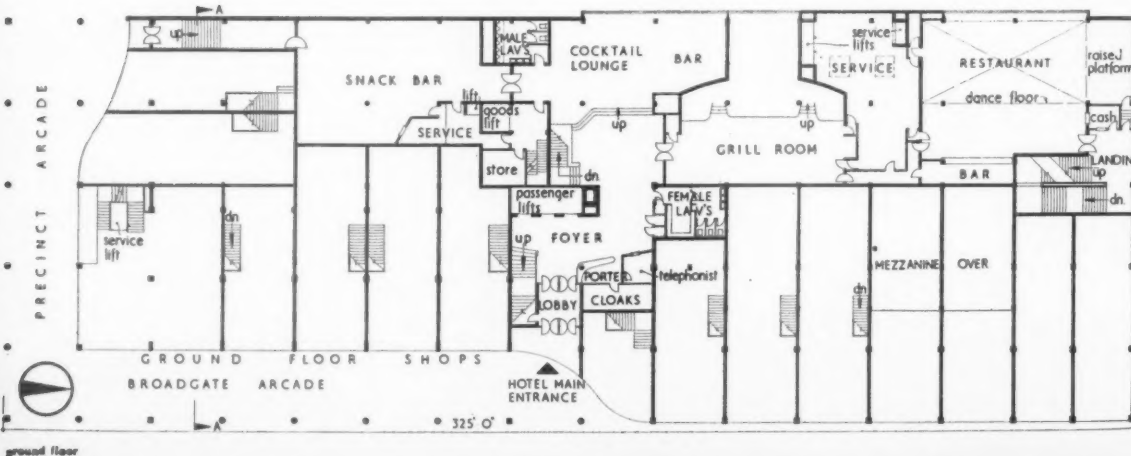 A
up
MALE
LAV'S
COCKTAIL
LOUNGE
BAR
service
lifts
SERVICE
RESTAURANT
raised
platform
SNACK BAR
dance floor
lift
goods
lift
SERVICE
up
up
cash
GRILL ROOM
store
dn
BAR
LANDIN
up
dn.
passenger
lifts
FEMALE
LAV'S
PRECINCT ARCADE
service
lift
dn
up
FOYER
PORTER
telephonist
MEZZANINE OVER
LOBBY
CLOAKS
dn
GROUND FLOOR SHOPS
BROADGATE ARCADE
HOTEL MAIN
ENTRANCE
A
325' 0"
ground floor